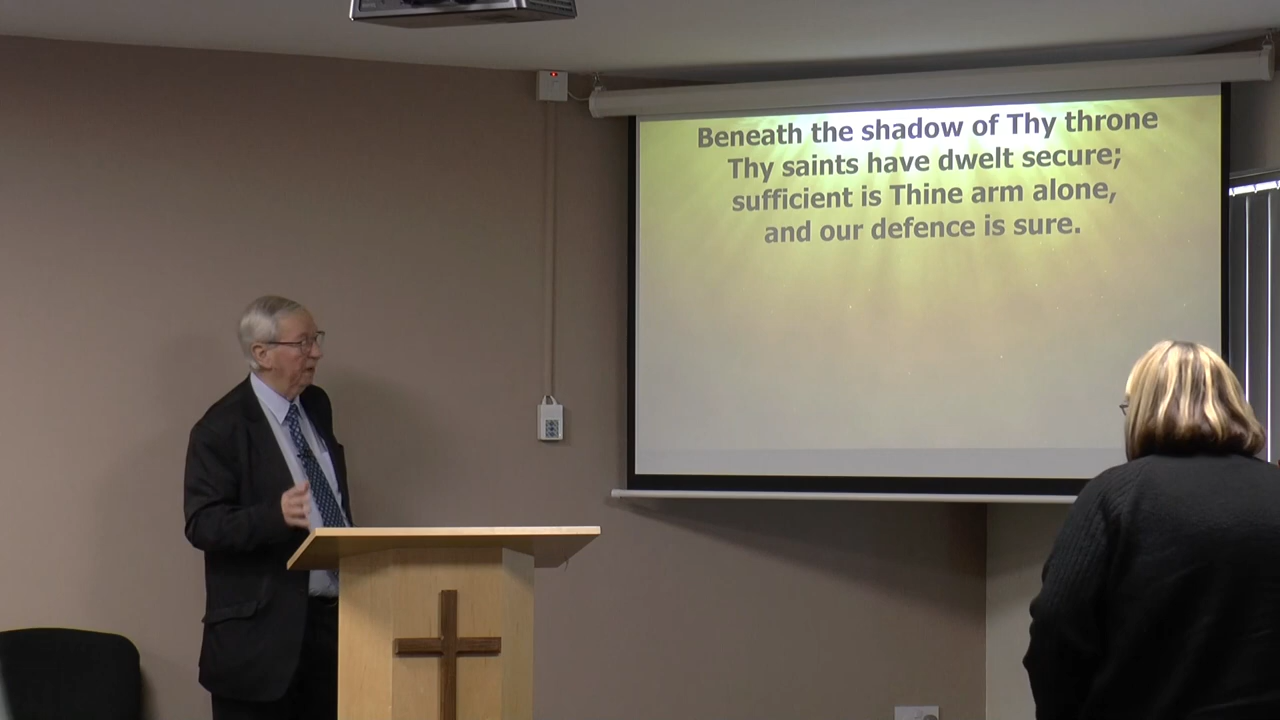 Beneath the shadow of Thy throne
Thy saints have dwelt secure;
sufficient is Thine arm alone,
and our defence is sure.